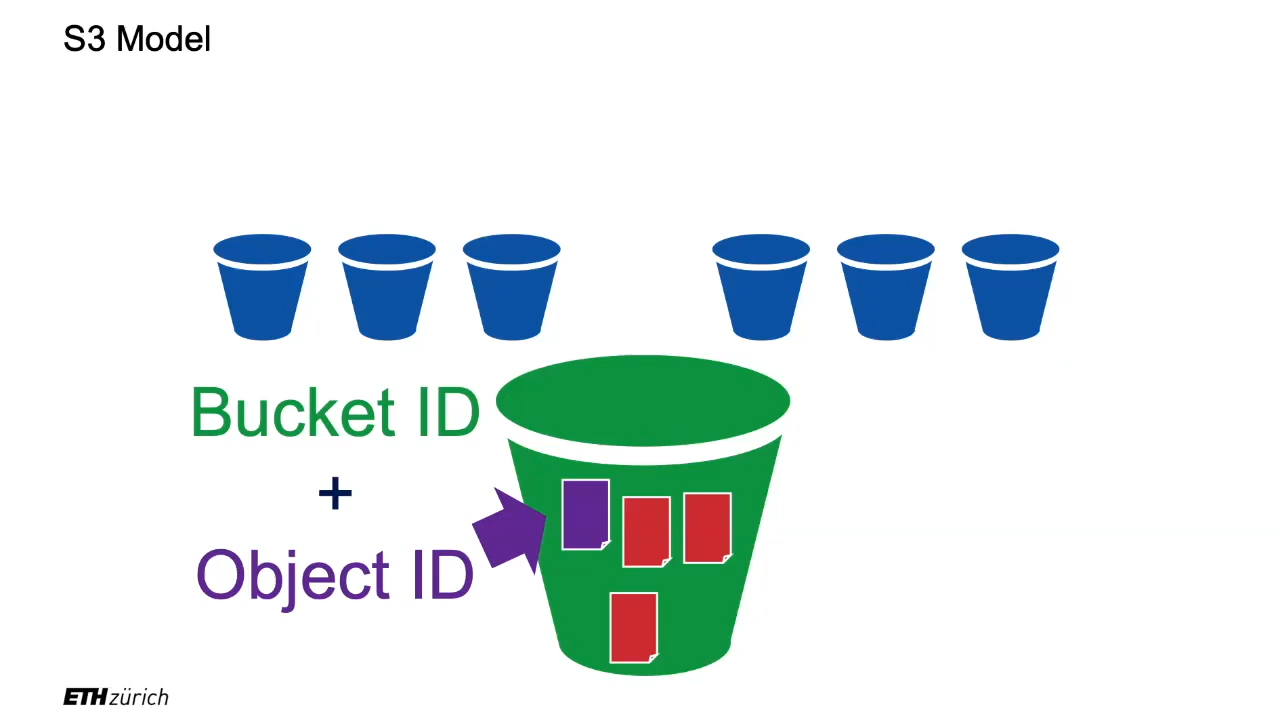 S3 Model
Bucket ID
+
Object ID
ETH zürich